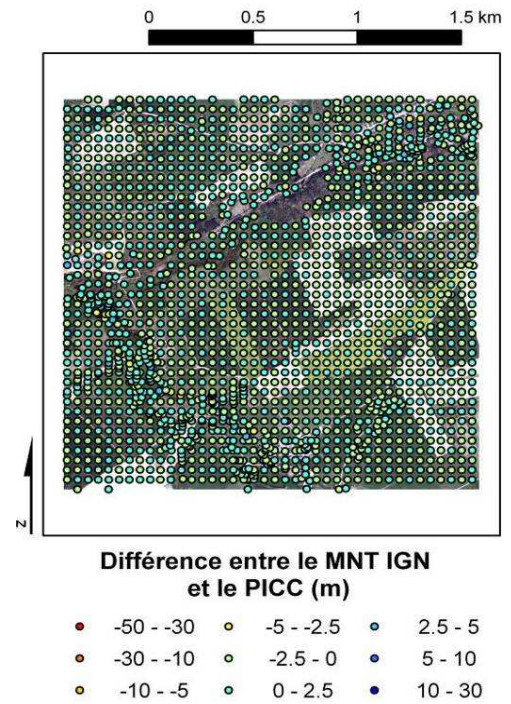 0 0.5 1 1.5 km
z
Différence entre le MNT IGN
et le PICC (m)
-50 - -30 -5 - -2.5 2.5 - 5
-30 - -10 -2.5 - 0 5 - 10
-10 - -5 0 - 2.5 10 - 30